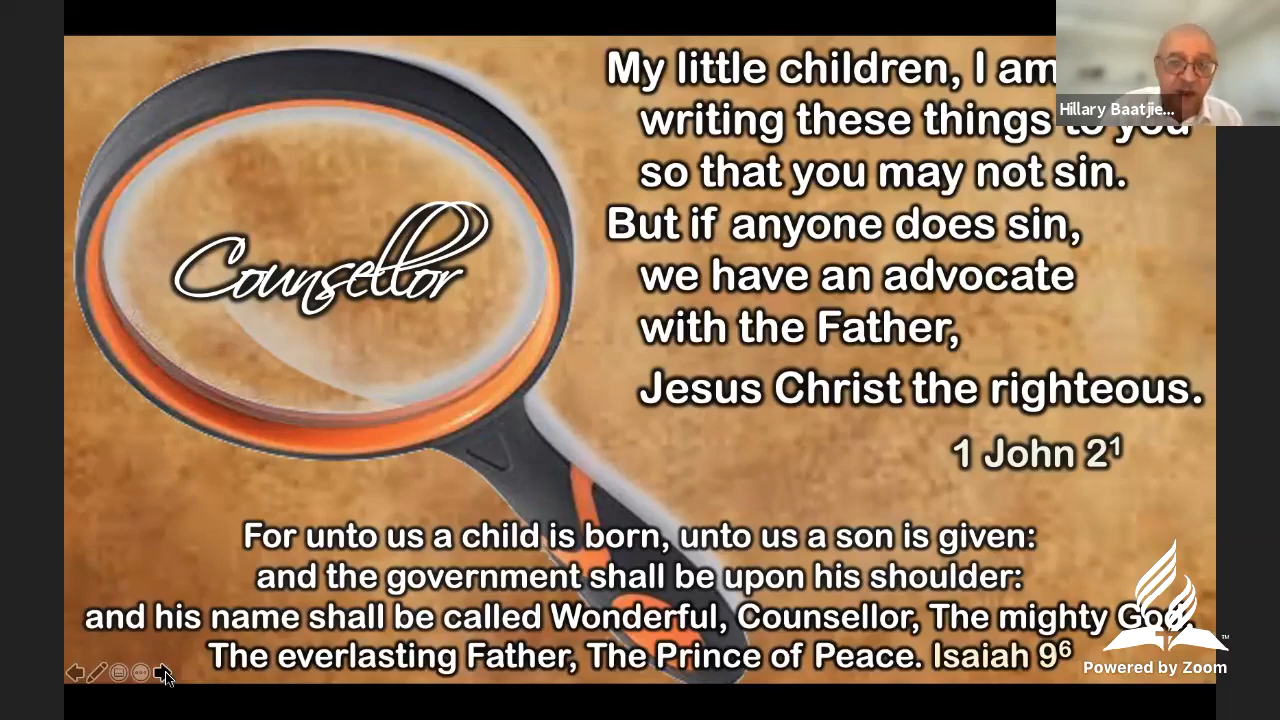 My little children, I am
Hillary Baatjie...
writing these things to you
so that you may not sin.
But if anyone does sin,
we have an advocate
with the Father,
Jesus Christ the righteous.
1 John 2¹
Counsellor
For unto us a child is born, unto us a son is given:
and the government shall be upon his shoulder:
and his name shall be called Wonderful, Counsellor, The mighty God,
The everlasting Father, The Prince of Peace. Isaiah 9⁶
Powered by Zoom